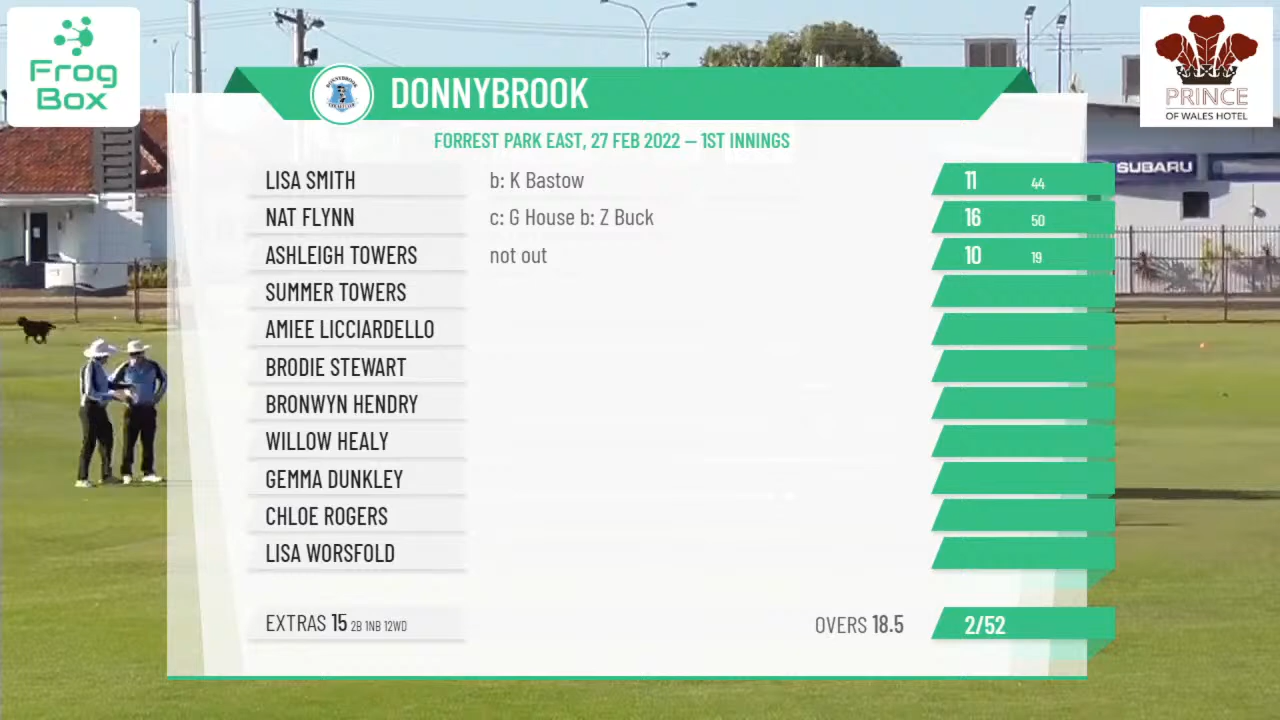 Frog
Box
DONNYBROOK
PRINCE
OF WALES HOTEL
FORREST PARK EAST, 27 FEB 2022 – 1ST INNINGS
SUBARU
LISA SMITH b: K Bastow 11 44
NAT FLYNN c: G House b: Z Buck 16 50
ASHLEIGH TOWERS not out 10 19
SUMMER TOWERS
AMIEE LICCIARDELLO
BRODIE STEWART
BRONWYN HENDRY
WILLOW HEALY
GEMMA DUNKLEY
CHLOE ROGERS
LISA WORSFOLD
EXTRAS 15 2B 1NB 12WD OVERS 18.5 2/52